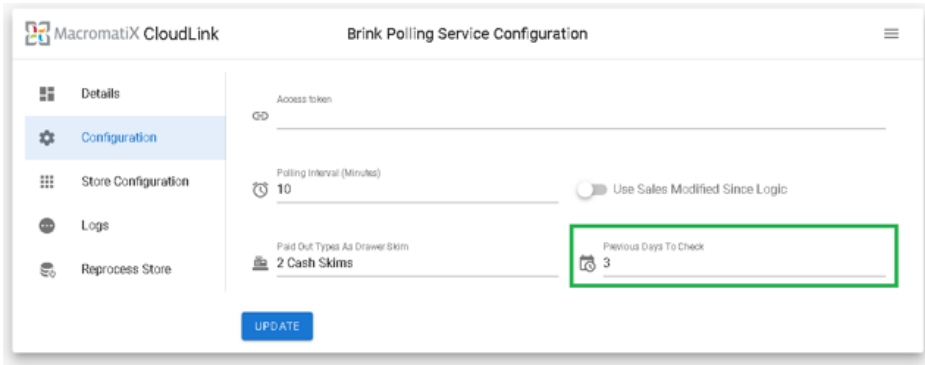 MacromatiX CloudLink
Brink Polling Service Configuration
Details
Configuration
Store Configuration
Logs
Reprocess Store
Access token
Polling Interval (Minutes)
10
Use Sales Modified Since Logic
Paid Out Types As Drawer Skim
2 Cash Skims
Previous Days To Check
3
UPDATE